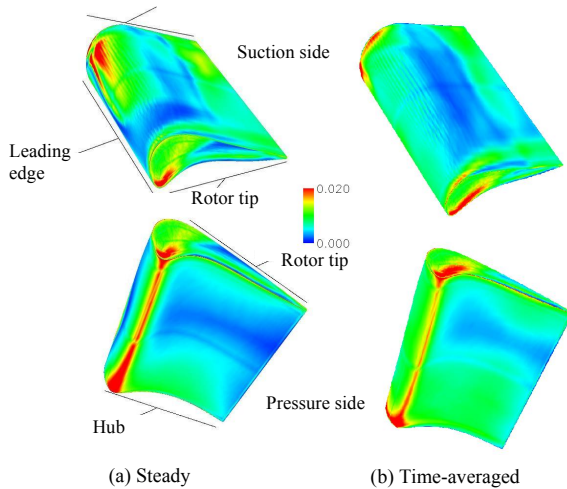 Suction side
Leading
edge
Rotor tip
0.020
0.000
Rotor tip
Pressure side
Hub
(a) Steady
(b) Time-averaged